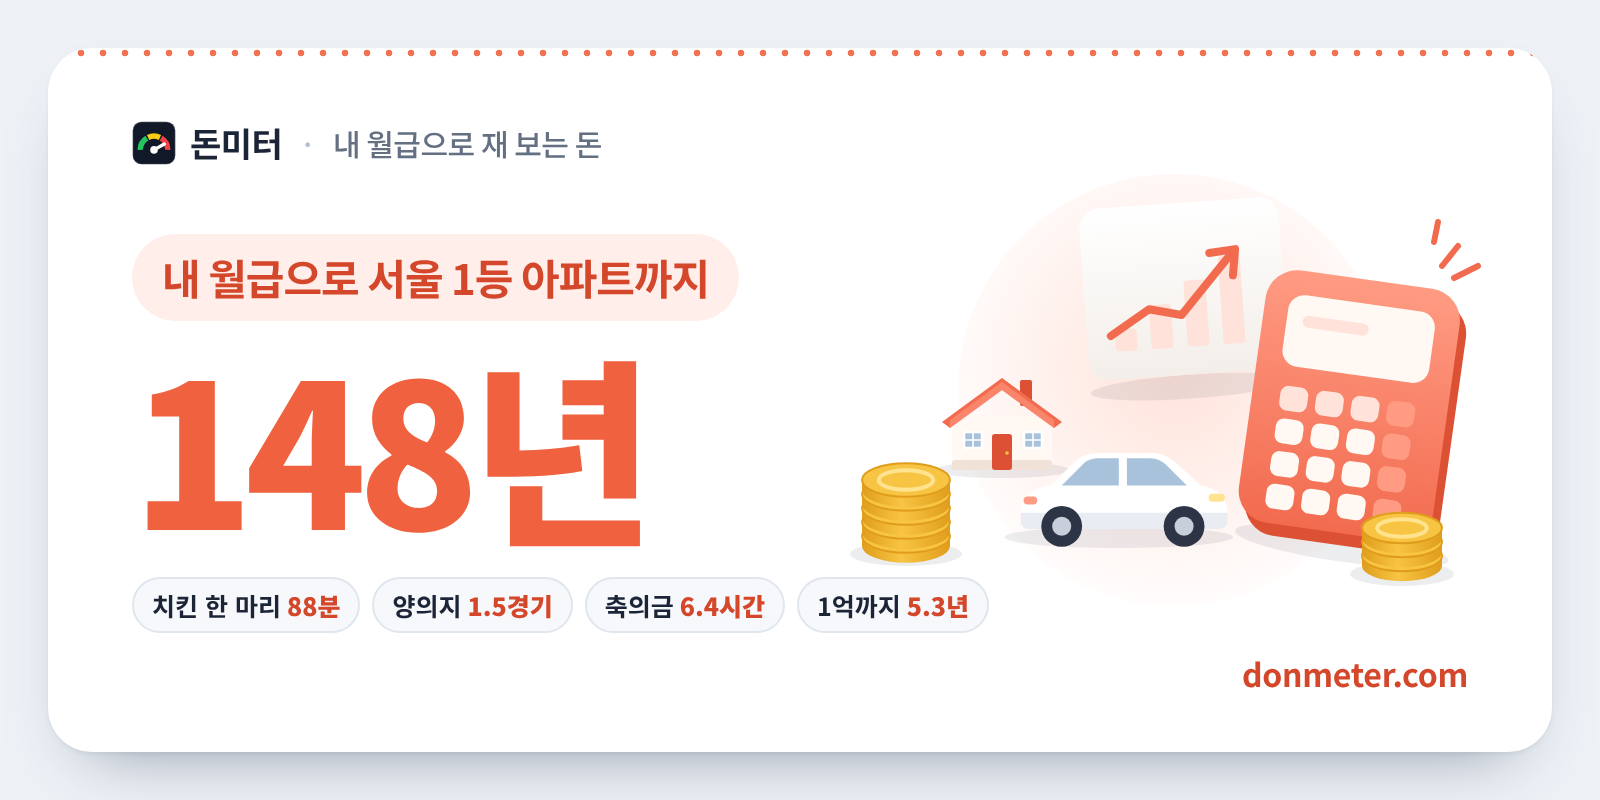 돈미터 · 내 월급으로 재 보는 돈
내 월급으로 서울 1등 아파트까지
148년
치킨 한 마리 88분
양의지 1.5경기
축의금 6.4시간
1억까지 5.3년
donmeter.com